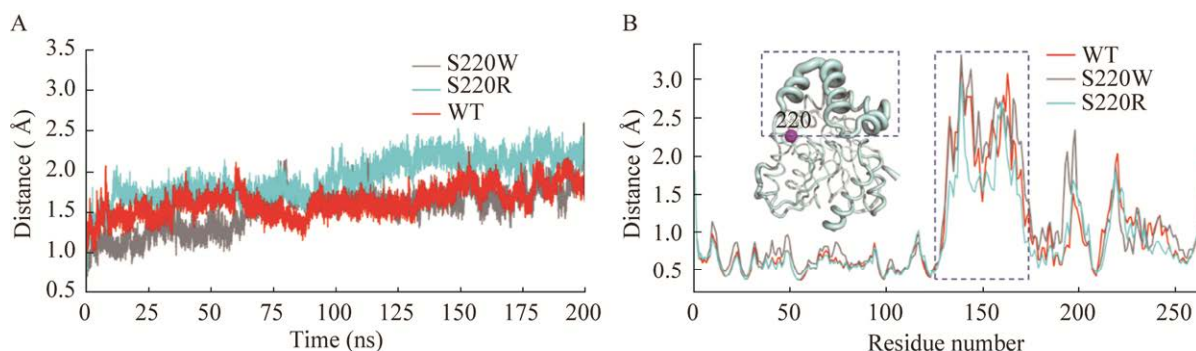 A
Distance ( Å)
3.5
3.0
2.5
2.0
1.5
1.0
0.5
S220W
S220R
WT
0 25 50 75 100 125 150 175 200
Time (ns)
B
Distance ( Å)
3.0
2.5
2.0
1.5
1.0
0.5
220
WT
S220W
S220R
0 50 100 150 200 250
Residue number